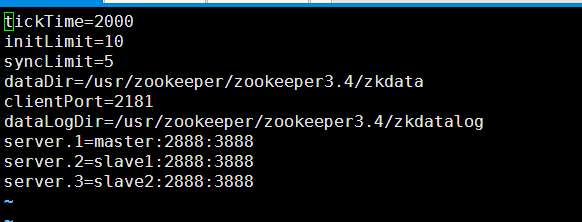 tickTime=2000
initLimit=10
syncLimit=5
dataDir=/usr/zookeeper/zookeeper3.4/zkdata
clientPort=2181
dataLogDir=/usr/zookeeper/zookeeper3.4/zkdatalog
server.1=master:2888:3888
server.2=slave1:2888:3888
server.3=slave2:2888:3888
~
~